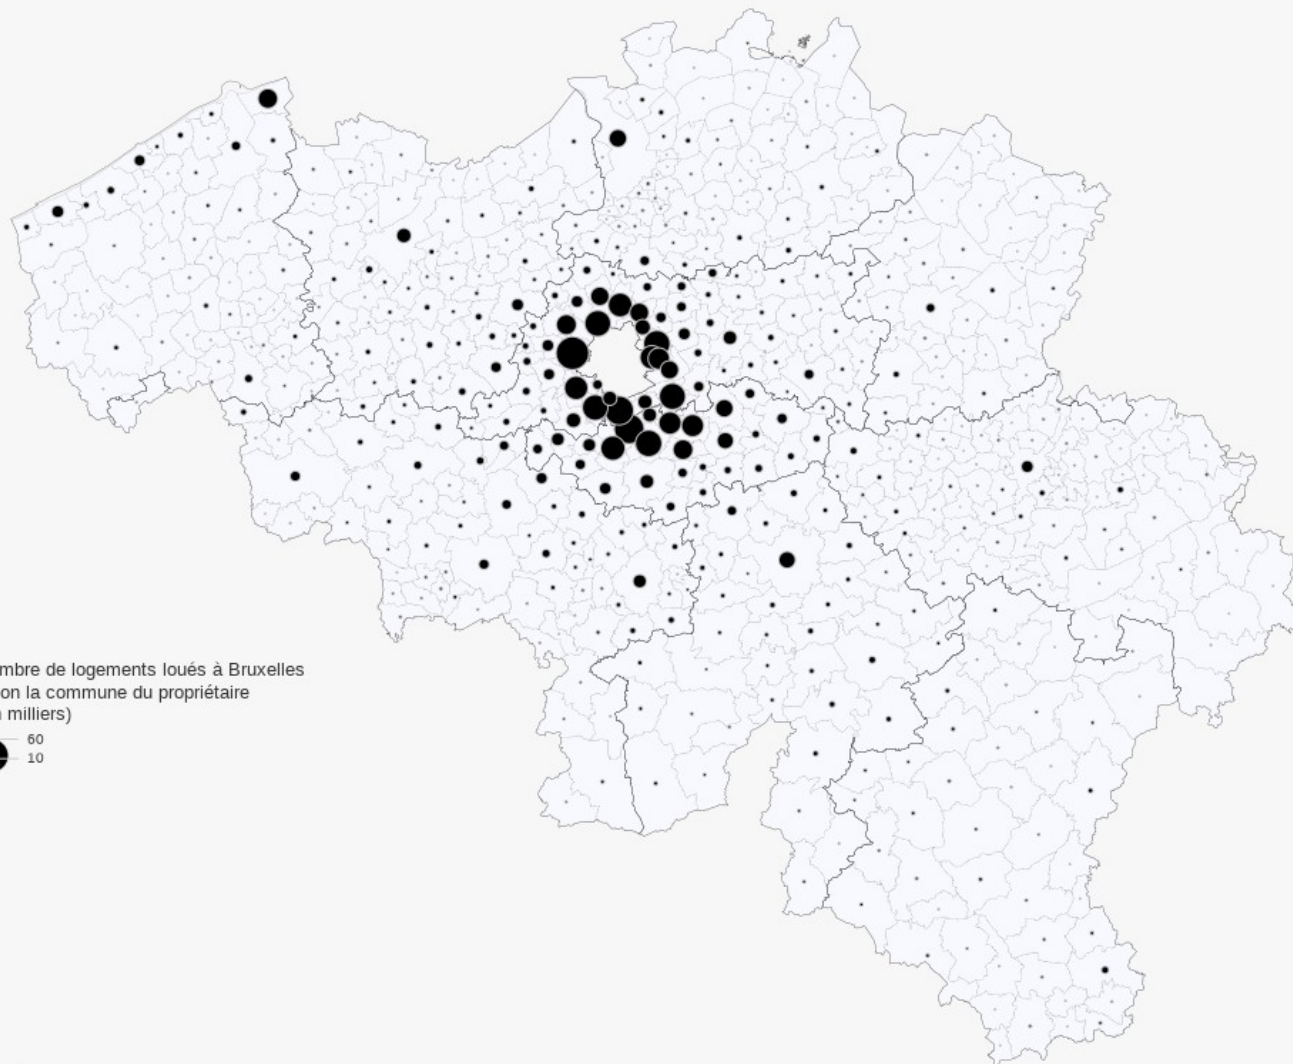 mbre de logements loués à Bruxelles
on la commune du propriétaire
milliers)
60
10